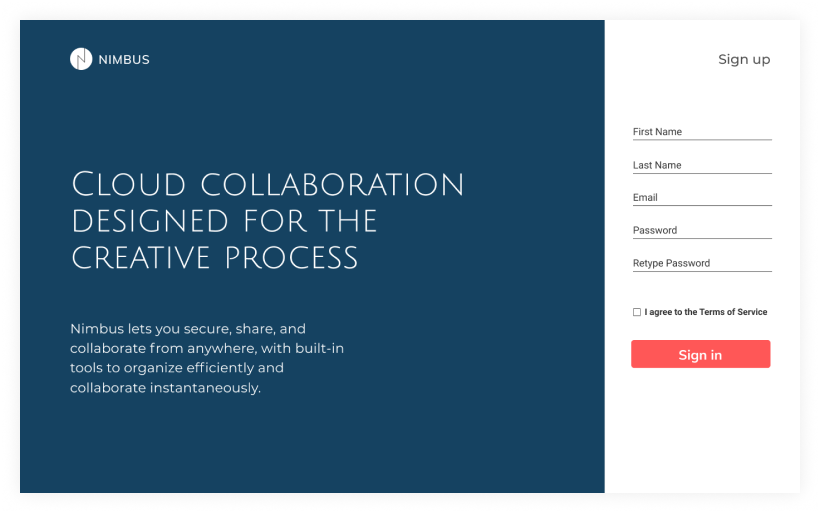 N NIMBUS
Sign up
CLOUD COLLABORATION
DESIGNED FOR THE
CREATIVE PROCESS
Nimbus lets you secure, share, and
collaborate from anywhere, with built-in
tools to organize efficiently and
collaborate instantaneously.
First Name
Last Name
Email
Password
Retype Password
I agree to the Terms of Service
Sign in